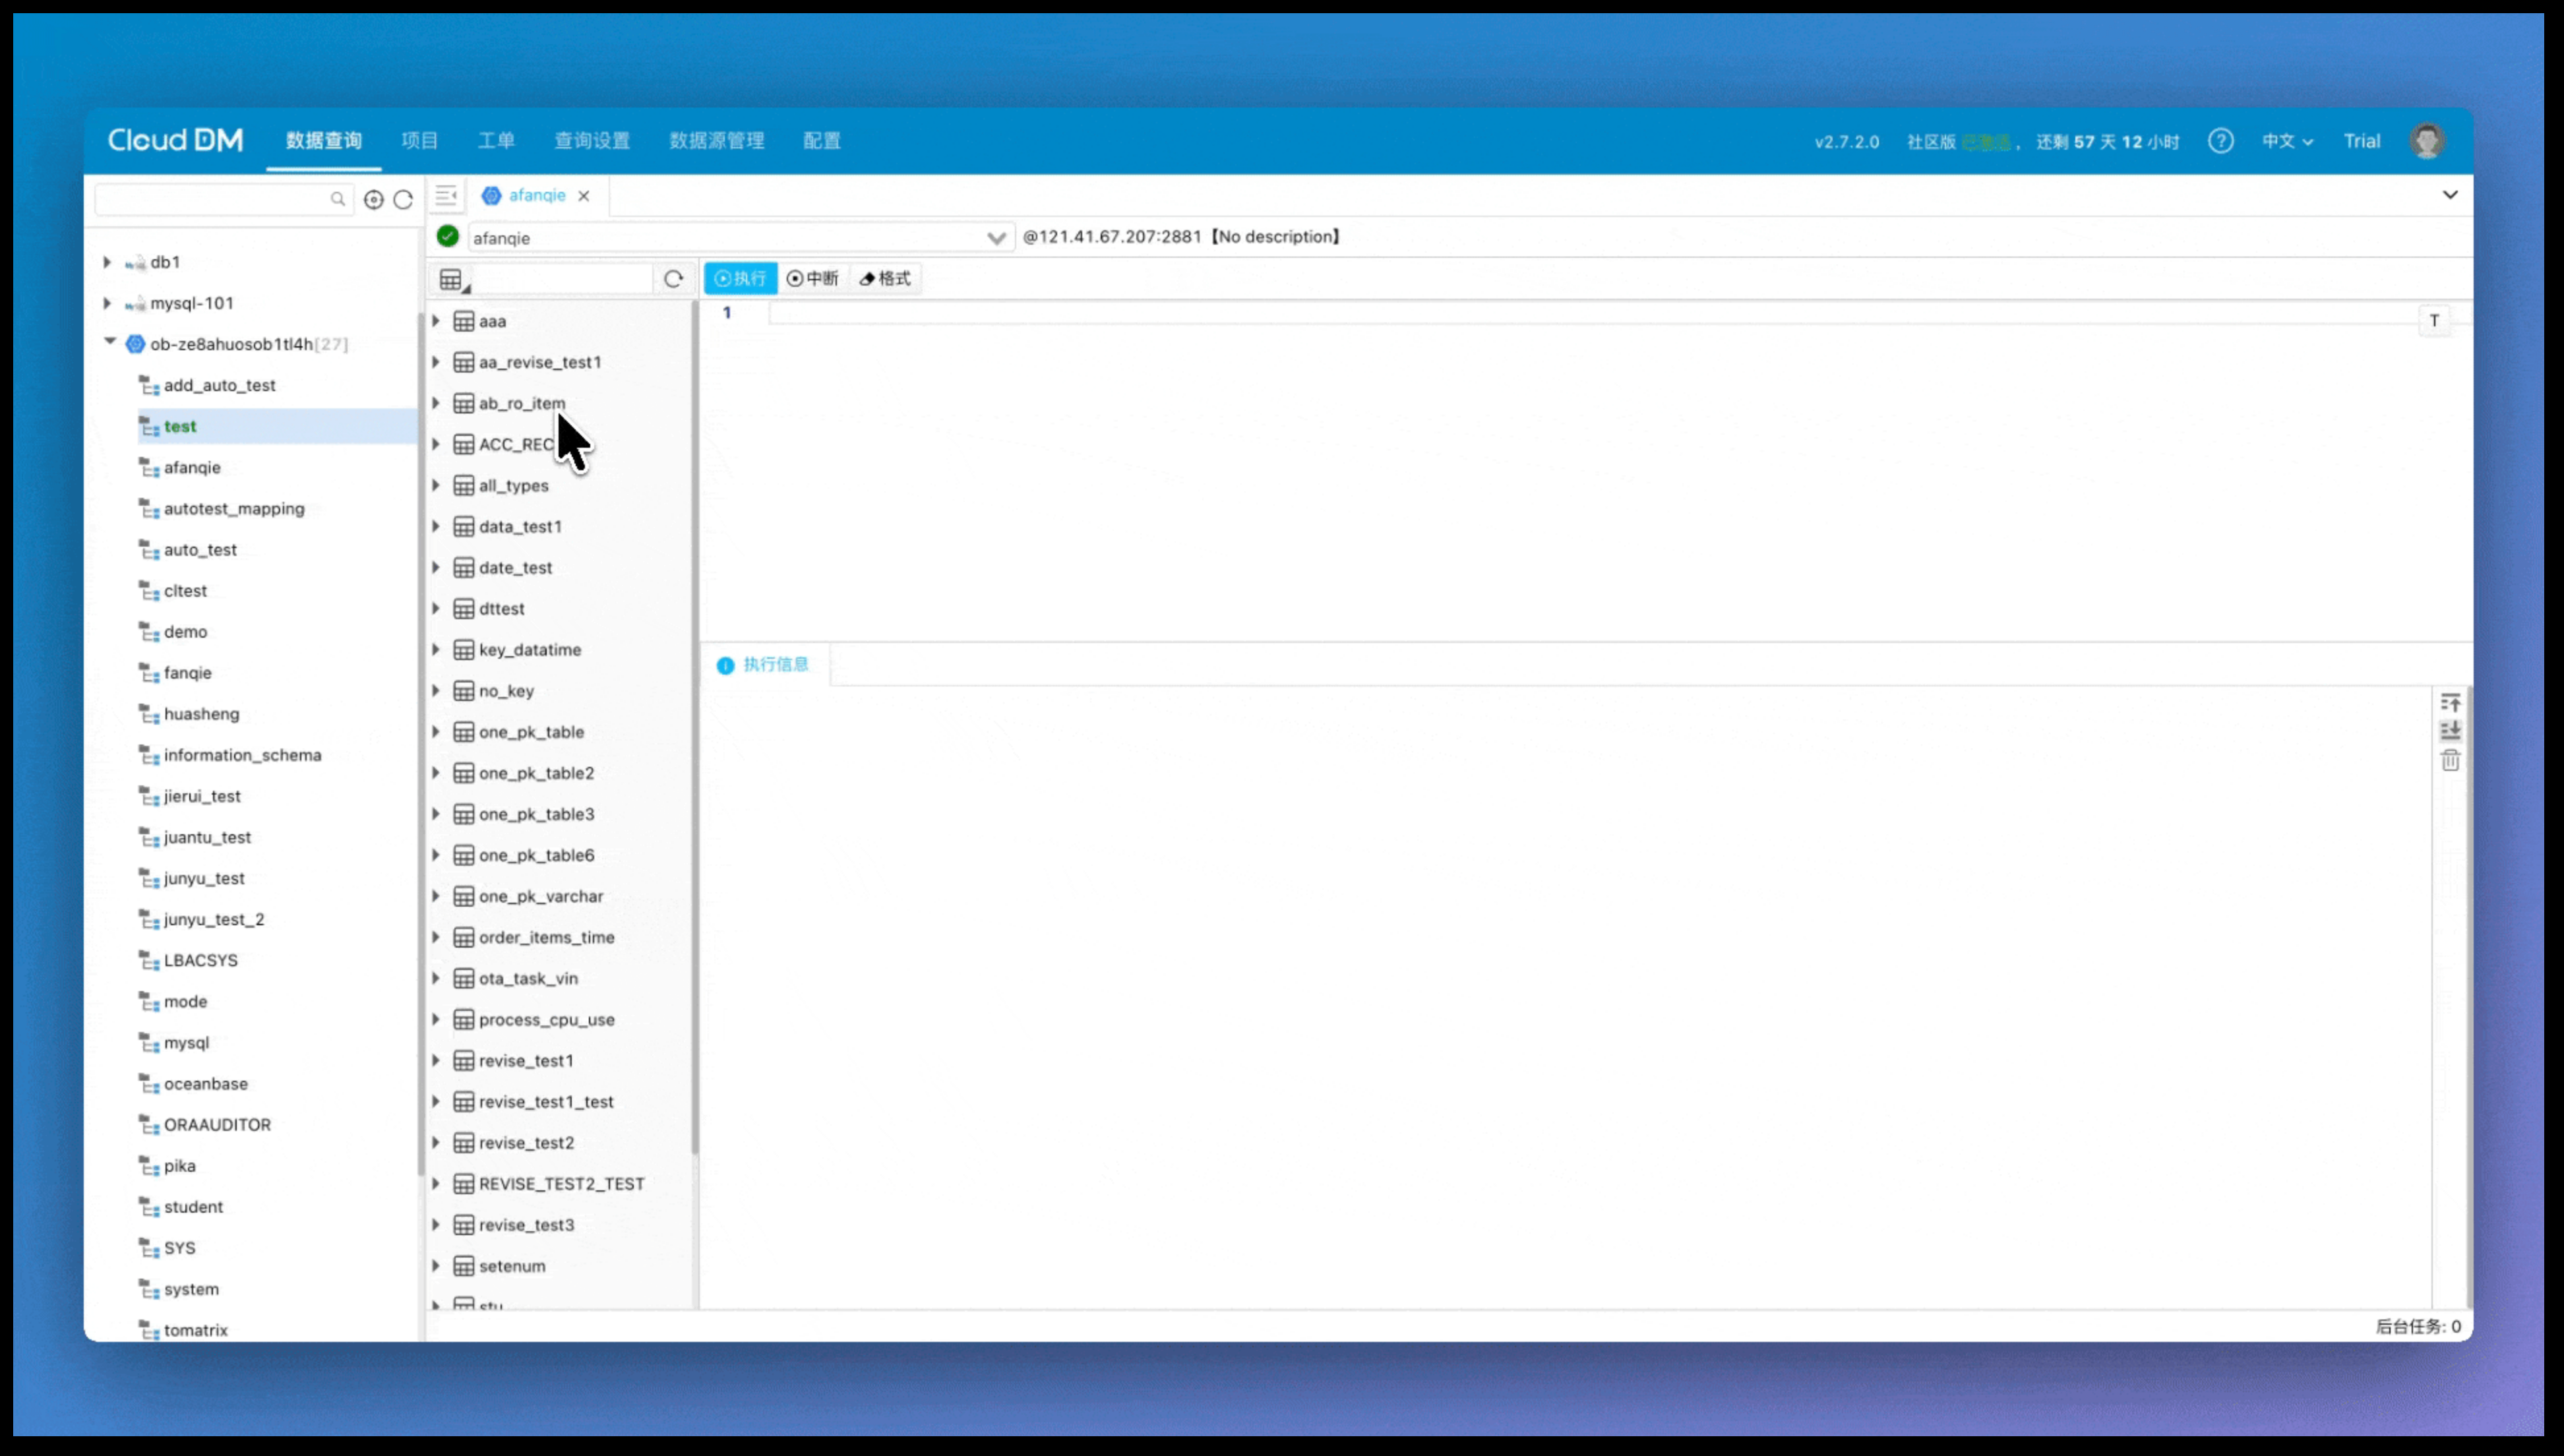 Cloud DM 数据查询 项目 工单 查询设置 数据源管理 配置 v2.7.2.0 社区版 ，还剩 57 天 12 小时 中文 Trial
afanqie
afanqie @121.41.67.207:2881【No description】
执行 中断 格式
1 T
db1
mysql-101
ob-ze8ahuosob1tl4h[27]
add_auto_test
test
afanqie
autotest_mapping
auto_test
cltest
demo
fanqie
huasheng
information_schema
jierui_test
juantu_test
junyu_test
junyu_test_2
LBACSYS
mode
mysql
oceanbase
ORAAUDITOR
pika
student
SYS
system
tomatrix
aaa
aa_revise_test1
ab_ro_item
ACC_REC
all_types
data_test1
date_test
dttest
key_datatime
no_key
one_pk_table
one_pk_table2
one_pk_table3
one_pk_table6
one_pk_varchar
order_items_time
ota_task_vin
process_cpu_use
revise_test1
revise_test1_test
revise_test2
REVISE_TEST2_TEST
revise_test3
setenum
stu
执行信息
后台任务: 0